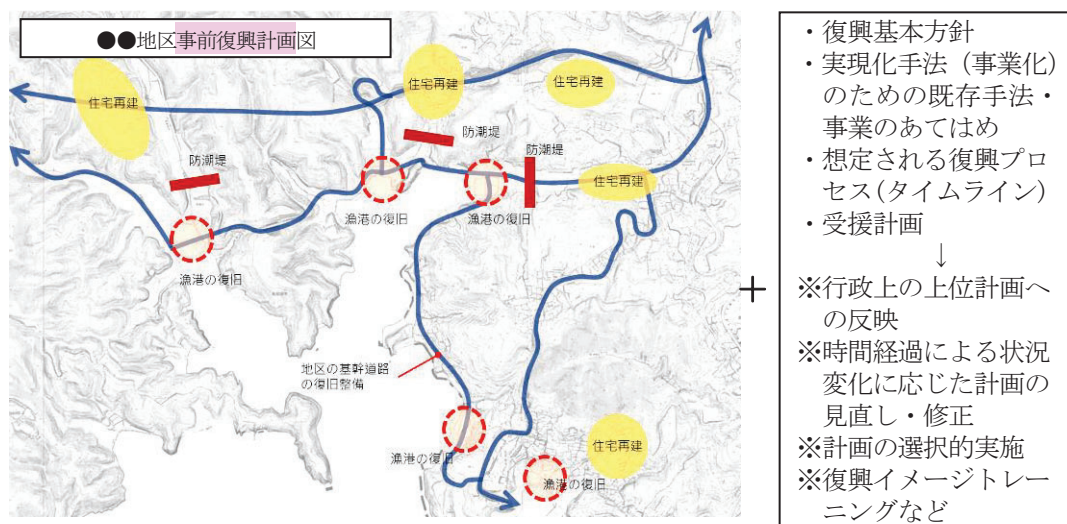 ●●地区事前復興計画図
住宅再建
住宅再建
住宅再建
防潮堤
防潮堤
防潮堤
住宅再建
漁港の復旧
漁港の復旧
漁港の復旧
地区の基幹道路
の復旧整備
住宅再建
漁港の復旧
漁港の復旧
+
・復興基本方針
・実現化手法（事業化）
のための既存手法・
事業のあてはめ
・想定される復興プロ
セス（タイムライン）
・受援計画
↓
※行政上の上位計画へ
の反映
※時間経過による状況
変化に応じた計画の
見直し・修正
※計画の選択的実施
※復興イメージトレー
ニングなど